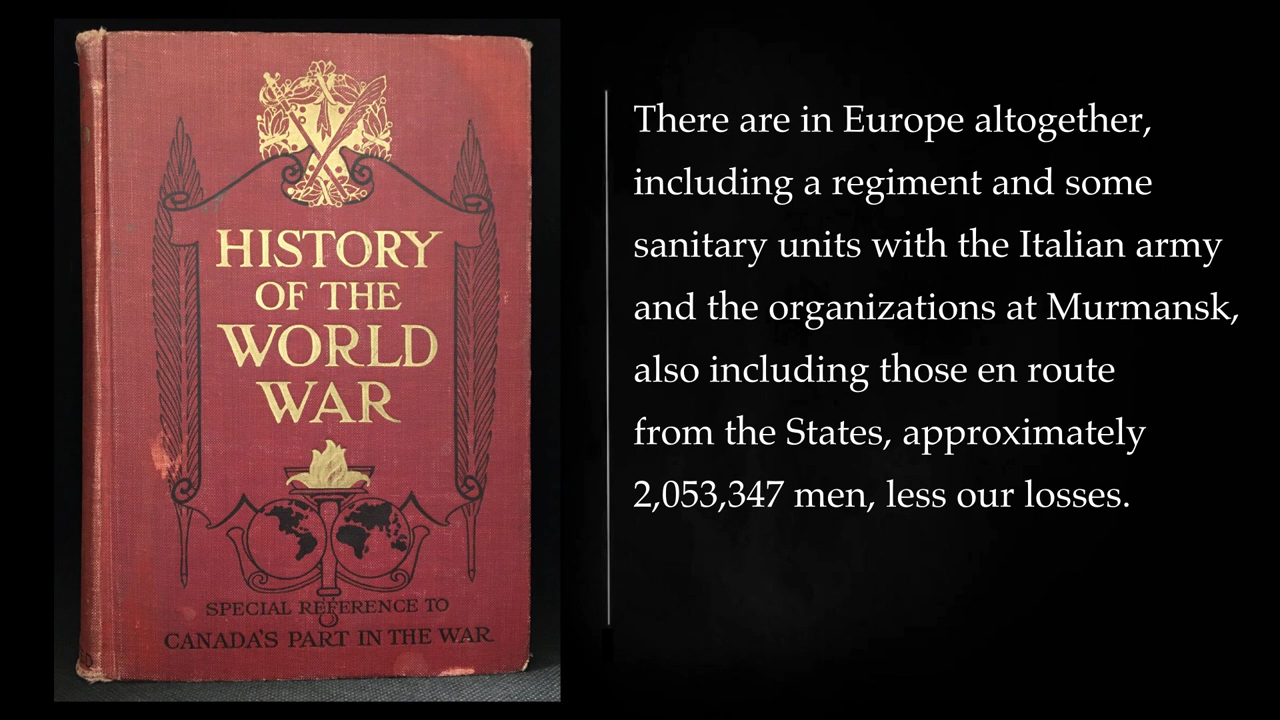 HISTORY
OF THE
WORLD
WAR
SPECIAL REFERENCE TO
CANADA'S PART IN THE WAR
There are in Europe altogether,
including a regiment and some
sanitary units with the Italian army
and the organizations at Murmansk,
also including those en route
from the States, approximately
2,053,347 men, less our losses.